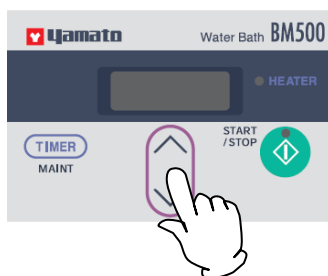 Yamato
Water Bath BM500
HEATER
TIMER
MAINT
START
/STOP